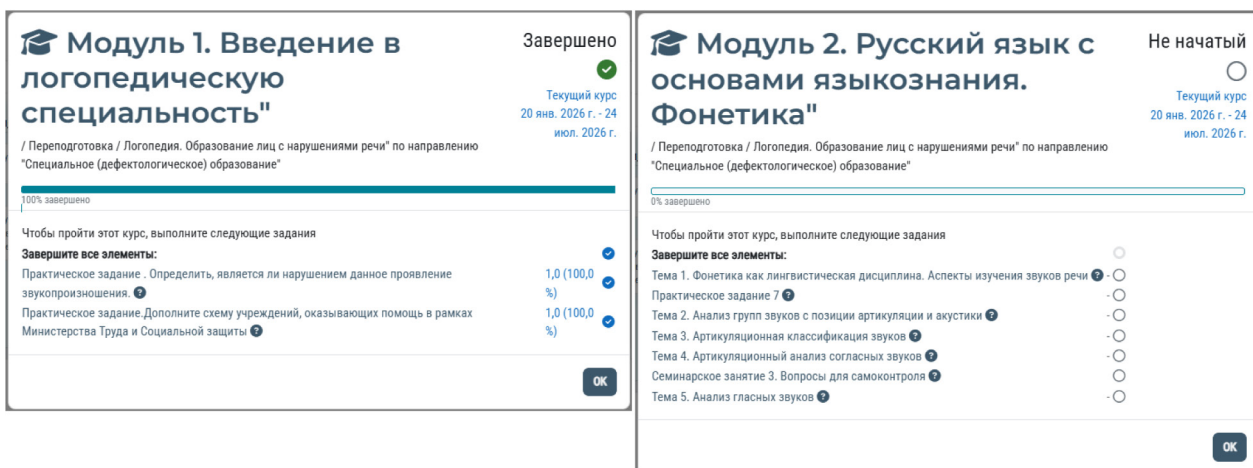 Модуль 1. Введение в
логопедическую
специальность"
Завершено
Текущий курс
20 янв. 2026 г. - 24
июл. 2026 г.
/ Переподготовка / Логопедия. Образование лиц с нарушениями речи" по направлению
"Специальное (дефектологическое) образование"
100% завершено
Чтобы пройти этот курс, выполните следующие задания
Завершите все элементы:
Практическое задание . Определить, является ли нарушением данное проявление
звукопроизношения. ?
1,0 (100,0
%)
Практическое задание.Дополните схему учреждений, оказывающих помощь в рамках
Министерства Труда и Социальной защиты ?
1,0 (100,0
%)
ОК
Модуль 2. Русский язык с
основами языкознания.
Фонетика"
Не начатый
Текущий курс
20 янв. 2026 г. - 24
июл. 2026 г.
/ Переподготовка / Логопедия. Образование лиц с нарушениями речи" по направлению
"Специальное (дефектологическое) образование"
0% завершено
Чтобы пройти этот курс, выполните следующие задания
Завершите все элементы:
Тема 1. Фонетика как лингвистическая дисциплина. Аспекты изучения звуков речи ? -
Практическое задание 7 ? -
Тема 2. Анализ групп звуков с позиции артикуляции и акустики ? -
Тема 3. Артикуляционная классификация звуков ? -
Тема 4. Артикуляционный анализ согласных звуков ? -
Семинарское занятие 3. Вопросы для самоконтроля ?
Тема 5. Анализ гласных звуков ? -
ОК